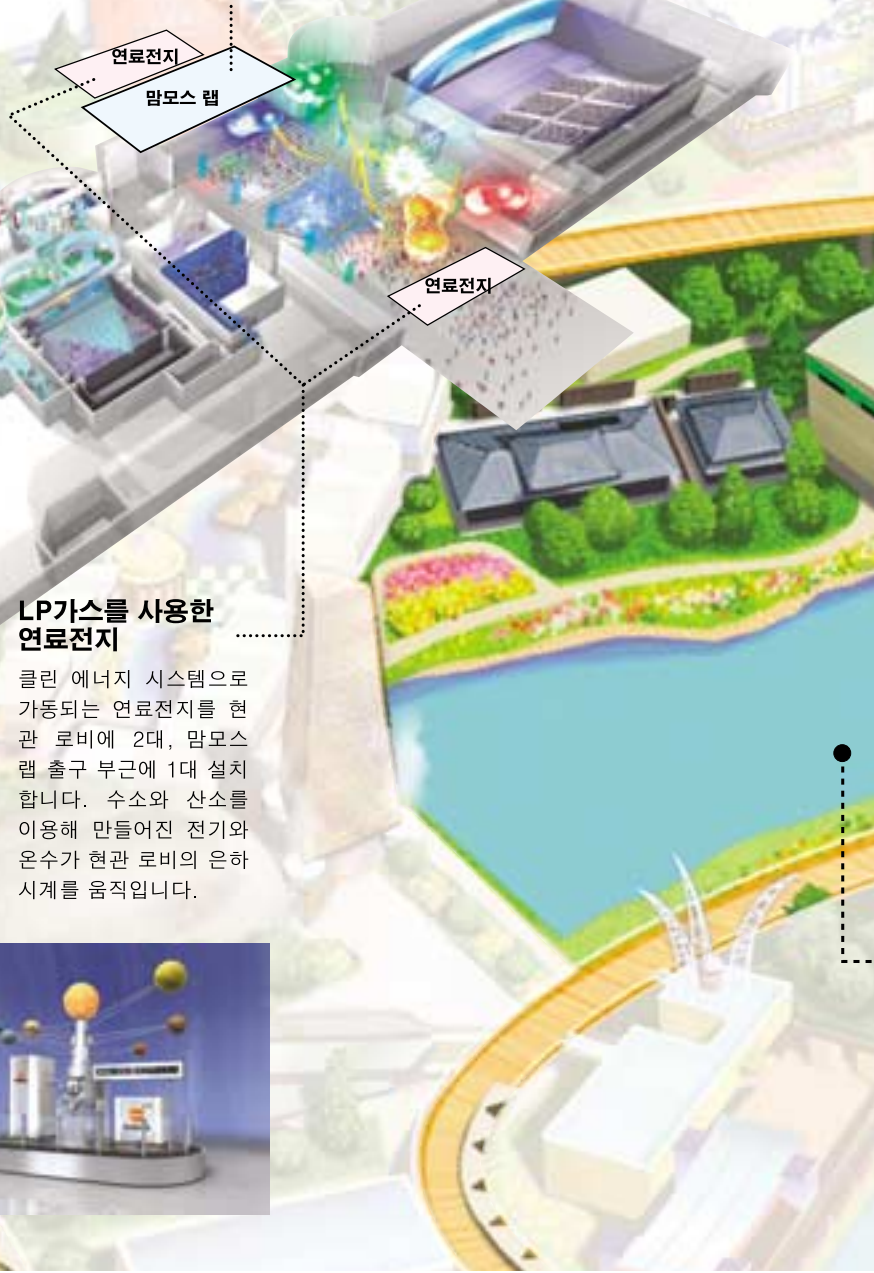 연료전지
맘모스 랩
연료전지
LP가스를 사용한
연료전지
클린 에너지 시스템으로
가동되는 연료전지를 현
관 로비에 2대, 맘모스
랩 출구 부근에 1대 설치
합니다. 수소와 산소를
이용해 만들어진 전기와
온수가 현관 로비의 은하
시계를 움직입니다.